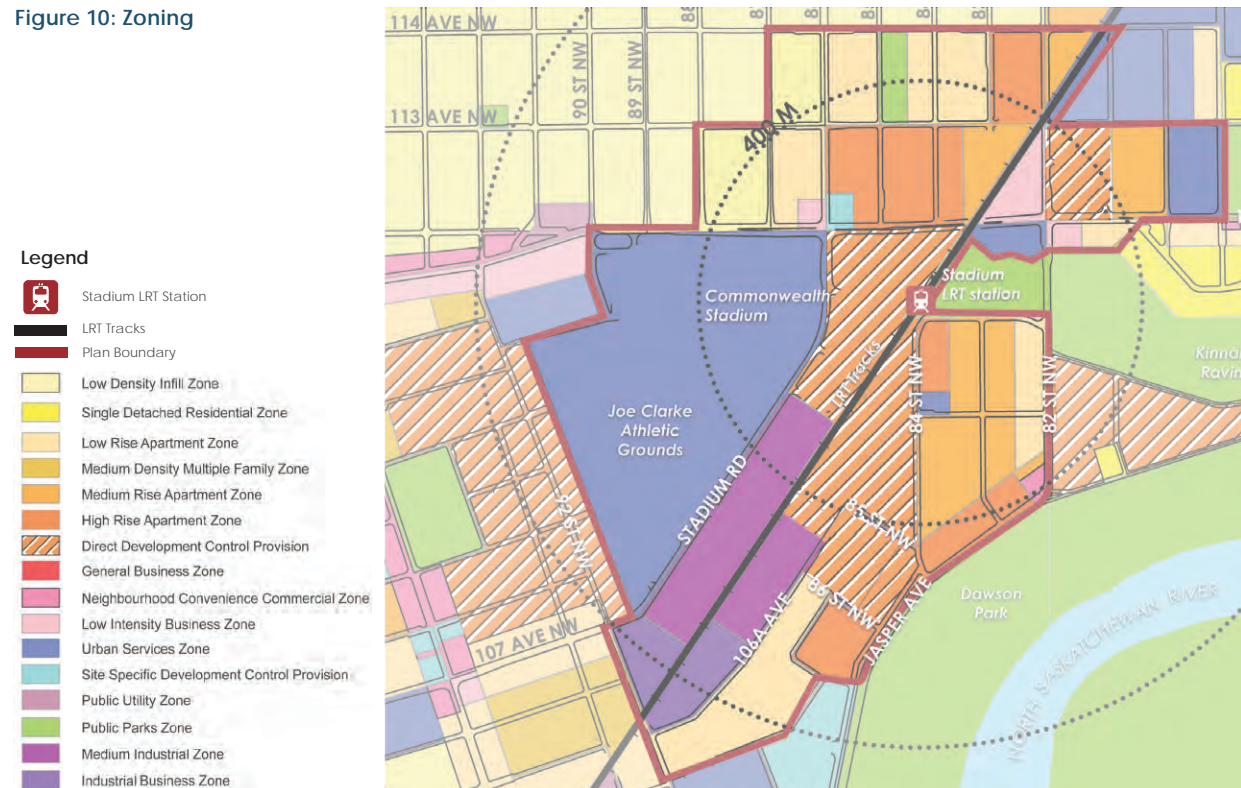 Figure 10: Zoning
Legend
Stadium LRT Station
LRT Tracks
Plan Boundary
Low Density Infill Zone
Single Detached Residential Zone
Low Rise Apartment Zone
Medium Density Multiple Family Zone
Medium Rise Apartment Zone
High Rise Apartment Zone
Direct Development Control Provision
General Business Zone
Neighbourhood Convenience Commercial Zone
Low Intensity Business Zone
Urban Services Zone
Site Specific Development Control Provision
Public Utility Zone
Public Parks Zone
Medium Industrial Zone
Industrial Business Zone
114 AVE NW
113 AVE NW
90 ST NW
89 ST NW
400 M
Commonwealth
Stadium
Stadium
LRT station
LRT Tracks
Joe Clarke
Athletic
Grounds
STADIUM RD
84 ST NW
82 ST NW
85 ST NW
86 ST NW
92 ST NW
106A AVE
107 AVE NW
JASPER AVE
Dawson
Park
NORTH SASKATCHEWAN RIVER